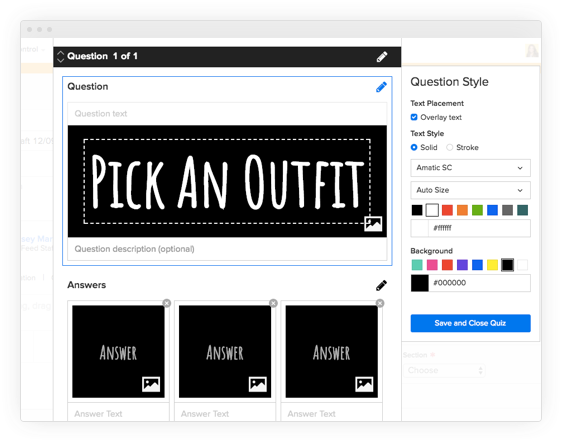 Question 1 of 1
Question
Question text
PICK AN OUTFIT
Question description (optional)
Answers
ANSWER
ANSWER
ANSWER
Answer Text
Answer Text
Answer Text
Question Style
Text Placement
Overlay text
Text Style
Solid
Stroke
Amatic SC
Auto Size
#ffffff
Background
#000000
Save and Close Quiz
Section
Choose